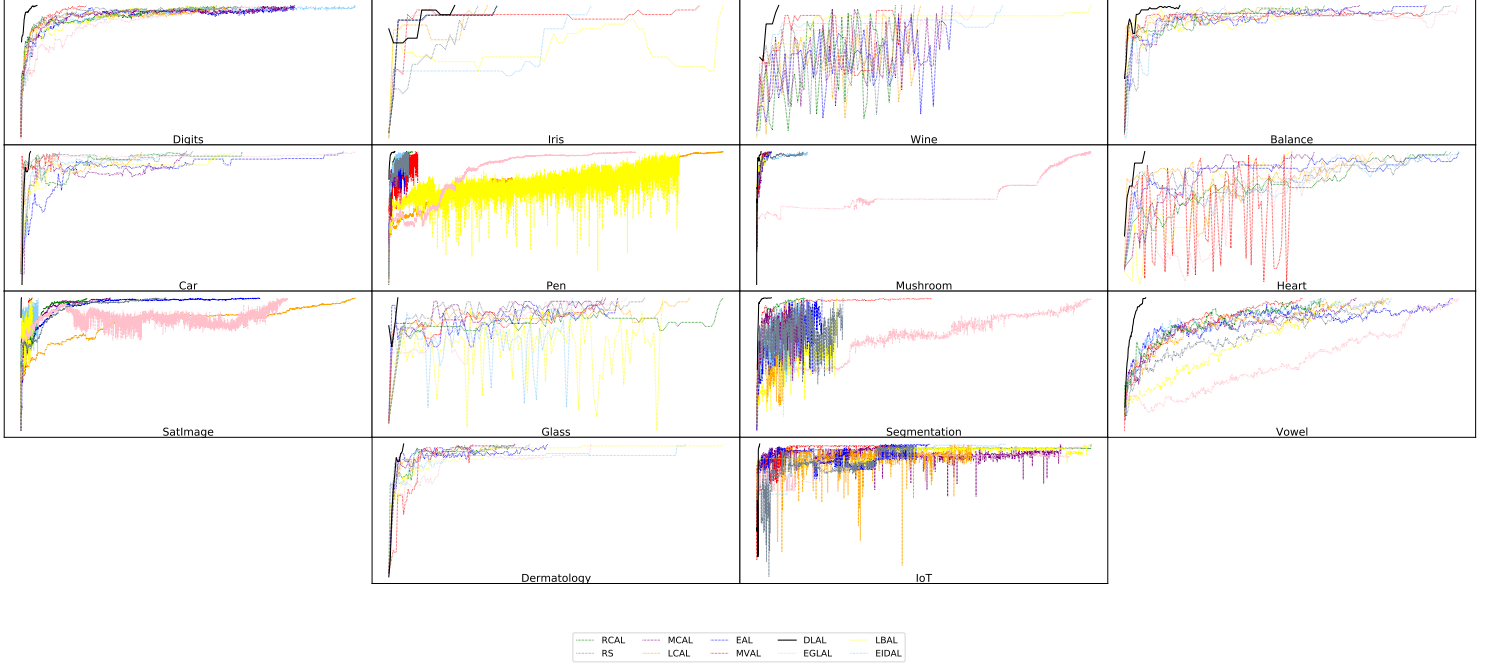 Digits Iris Wine Balance
Car Pen Mushroom Heart
SatImage Glass Segmentation Vowel
Dermatology IoT
RCAL MCAL EAL DLAL LBAL
RS LCAL MVAL EGLAL EIDAL